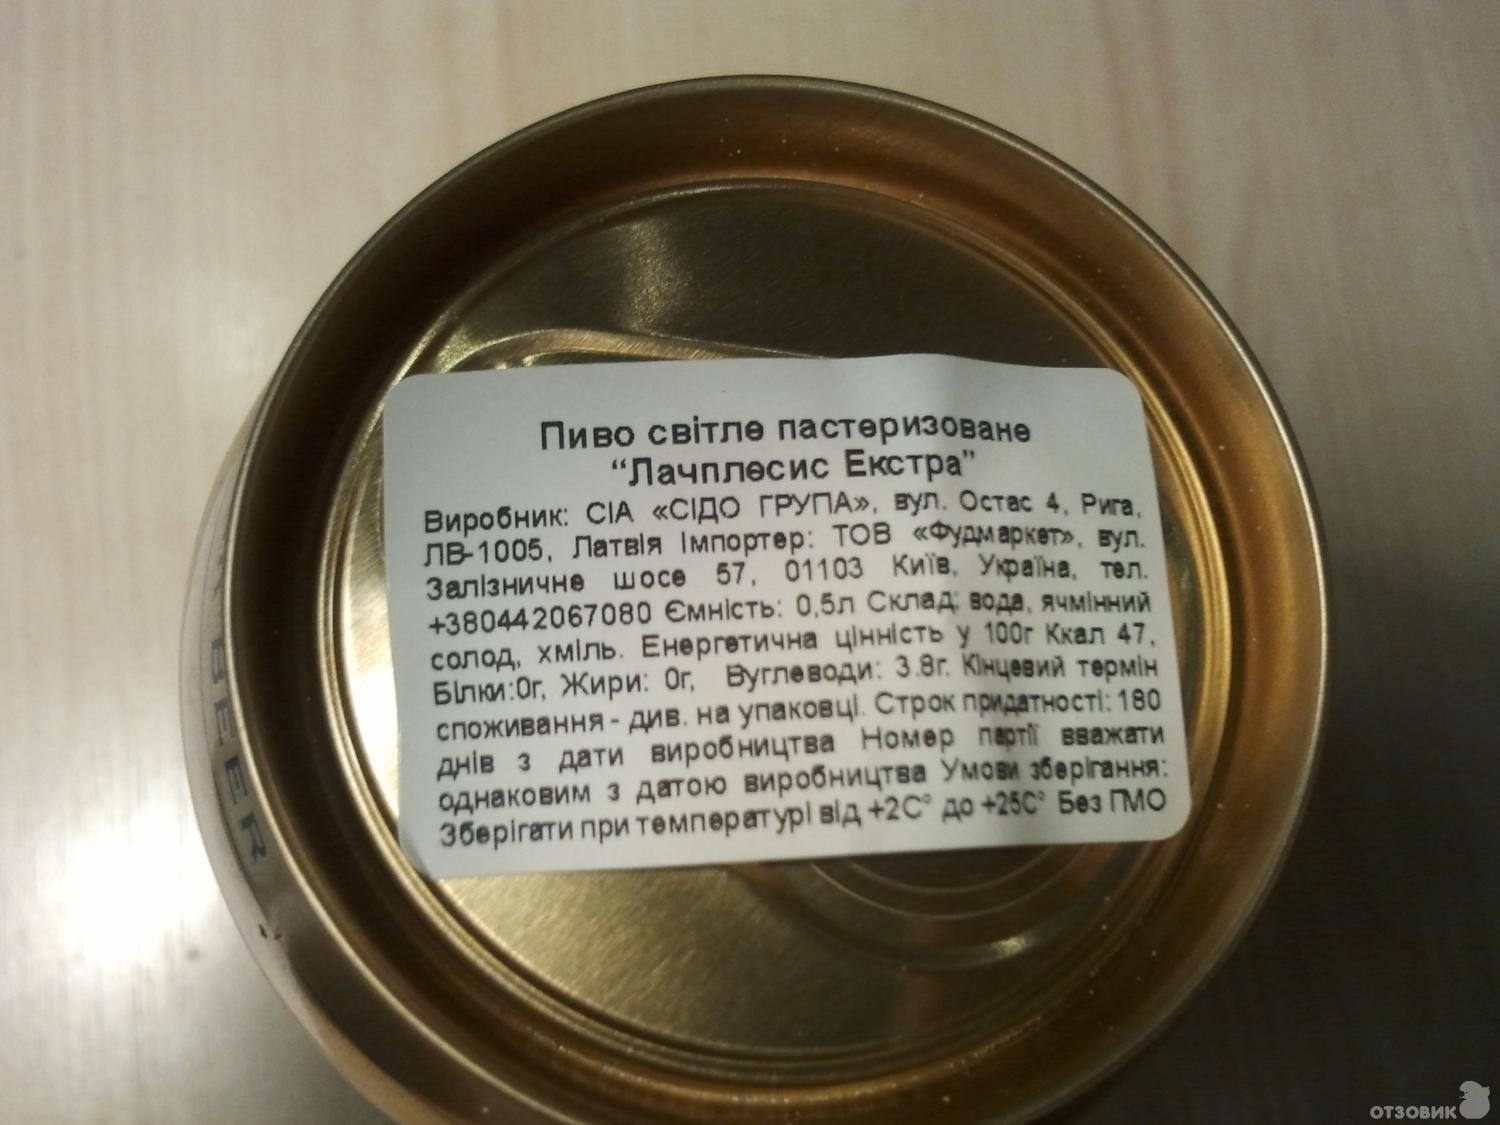 Пиво світле пастеризоване
“Лачплесис Екстра”
Виробник: СІА «СІДО ГРУПА», вул. Остас 4, Рига,
ЛВ-1005, Латвія Імпортер: ТОВ «Фудмаркет», вул.
Залізничне шосе 57, 01103 Київ, Україна, тел.
+380442067080 Ємність: 0,5л Склад: вода, ячмінний
солод, хміль. Енергетична цінність у 100г Ккал 47,
Білки:0г, Жири: 0г, Вуглеводи: 3.8г. Кінцевий термін
споживання - див. на упаковці. Строк придатності: 180
днів з дати виробництва Номер партії вважати
однаковим з датою виробництва Умови зберігання:
Зберігати при температурі від +2С° до +25С° Без ГМО
BEER
ОТЗОВИК